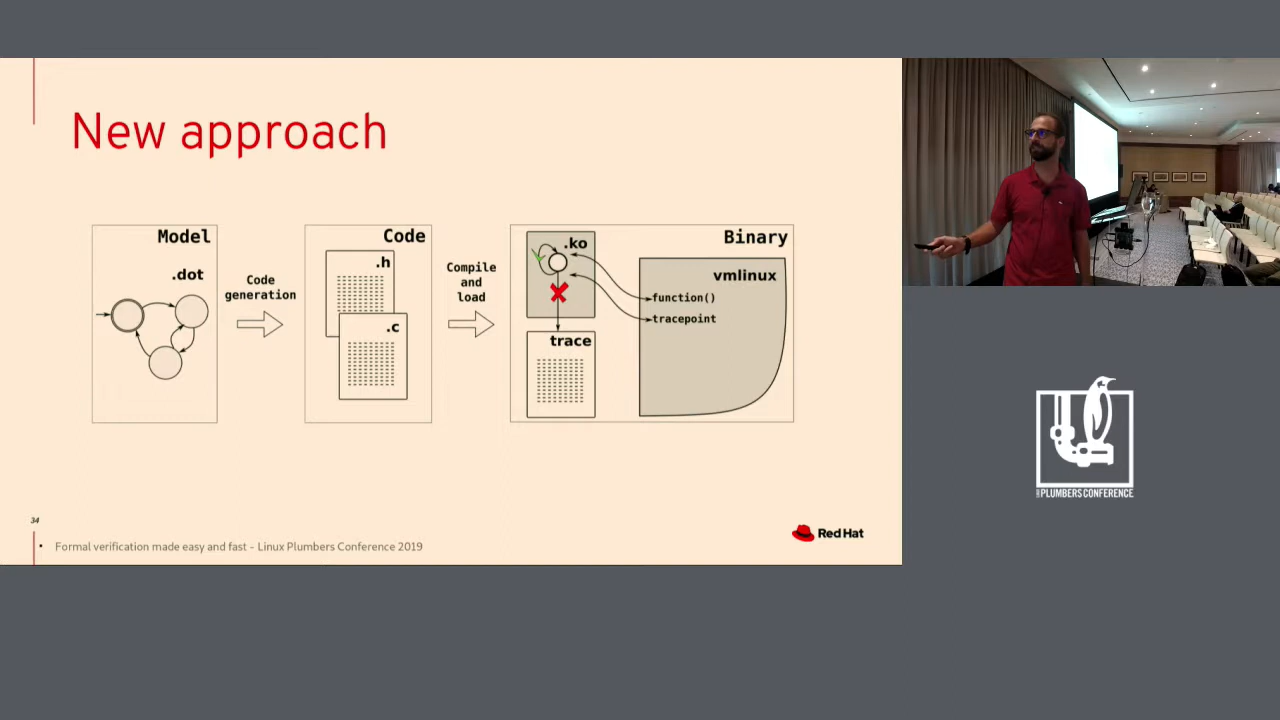 New approach
Model
.dot
Code
generation
Code
.h
.c
Compile
and
load
Binary
.ko
trace
vmlinux
function()
tracepoint
34
• Formal verification made easy and fast - Linux Plumbers Conference 2019
Red Hat
PLUMBERS CONFERENCE